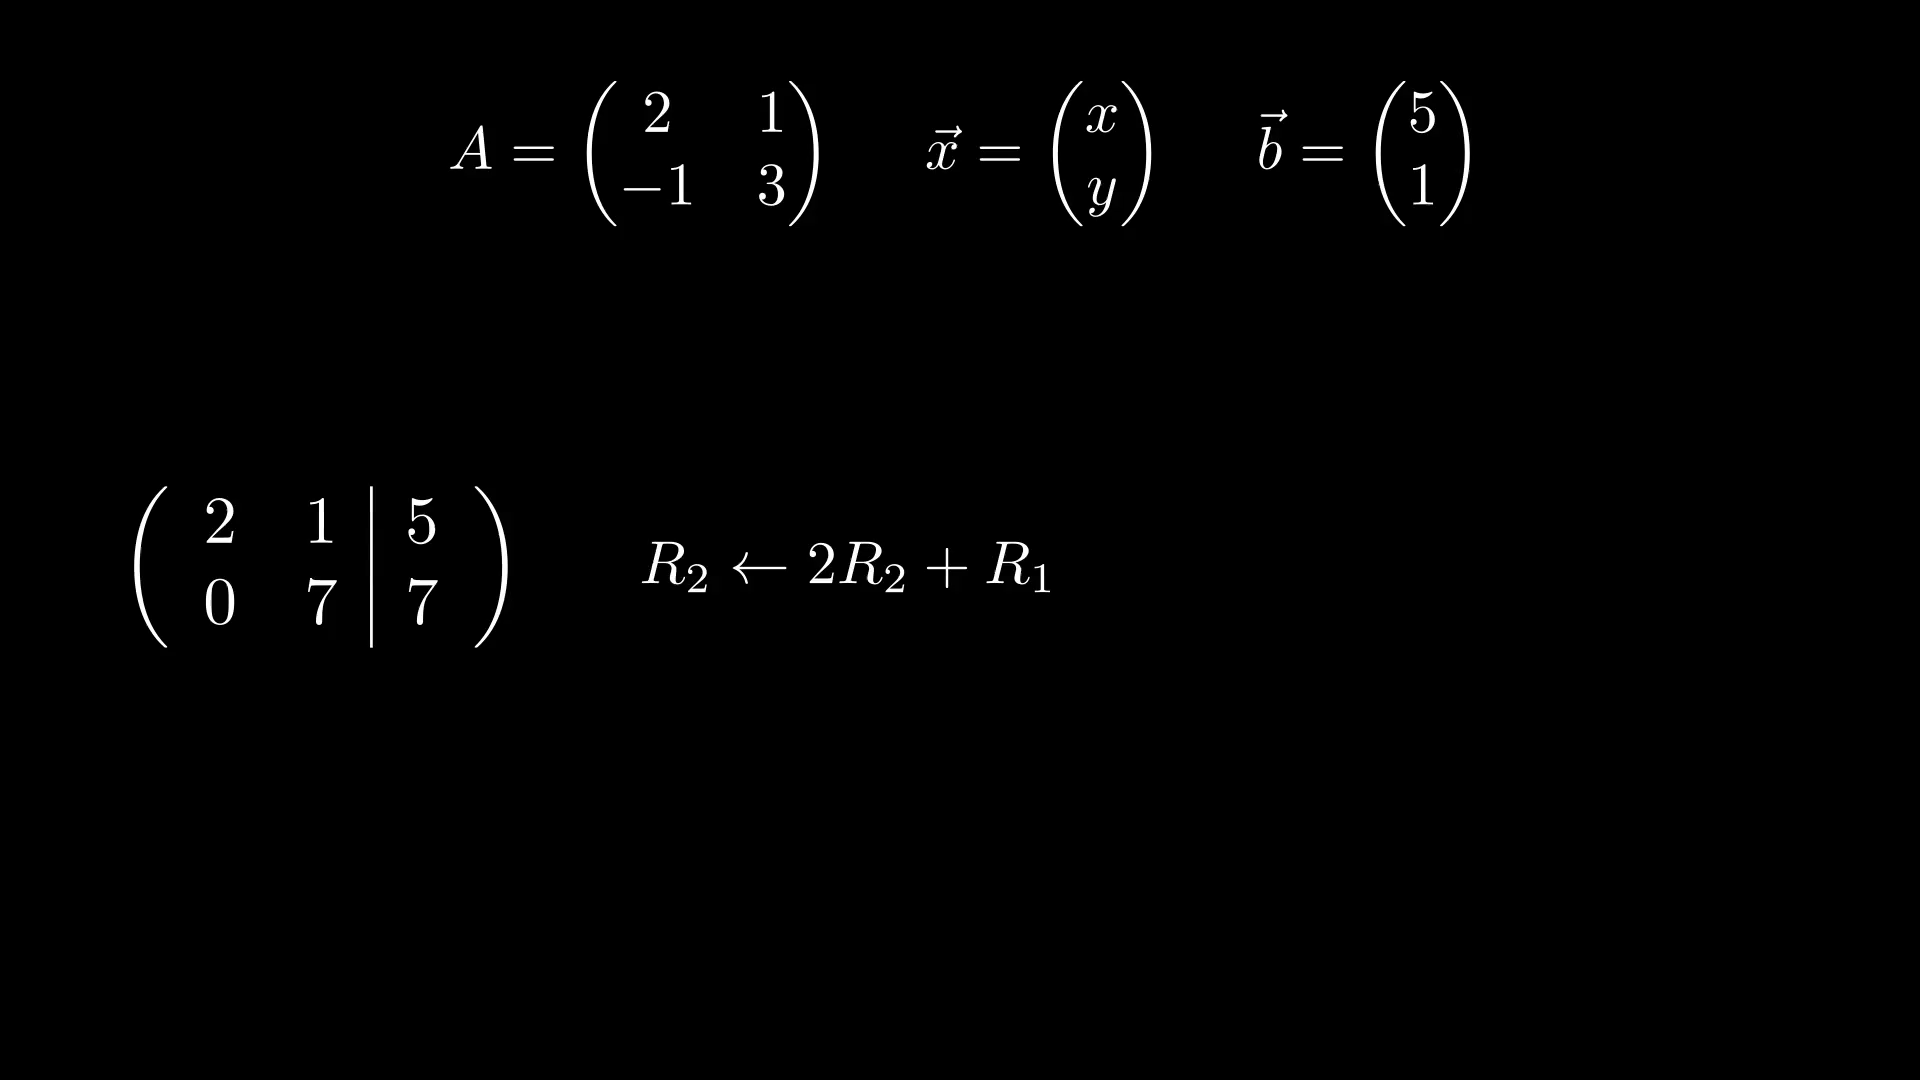 A = ( 2 1 ; −1 3 ) x⃗ = ( x ; y ) b⃗ = ( 5 ; 1 )
( 2 1 | 5 ; 0 7 | 7 ) R₂ ← 2R₂ + R₁